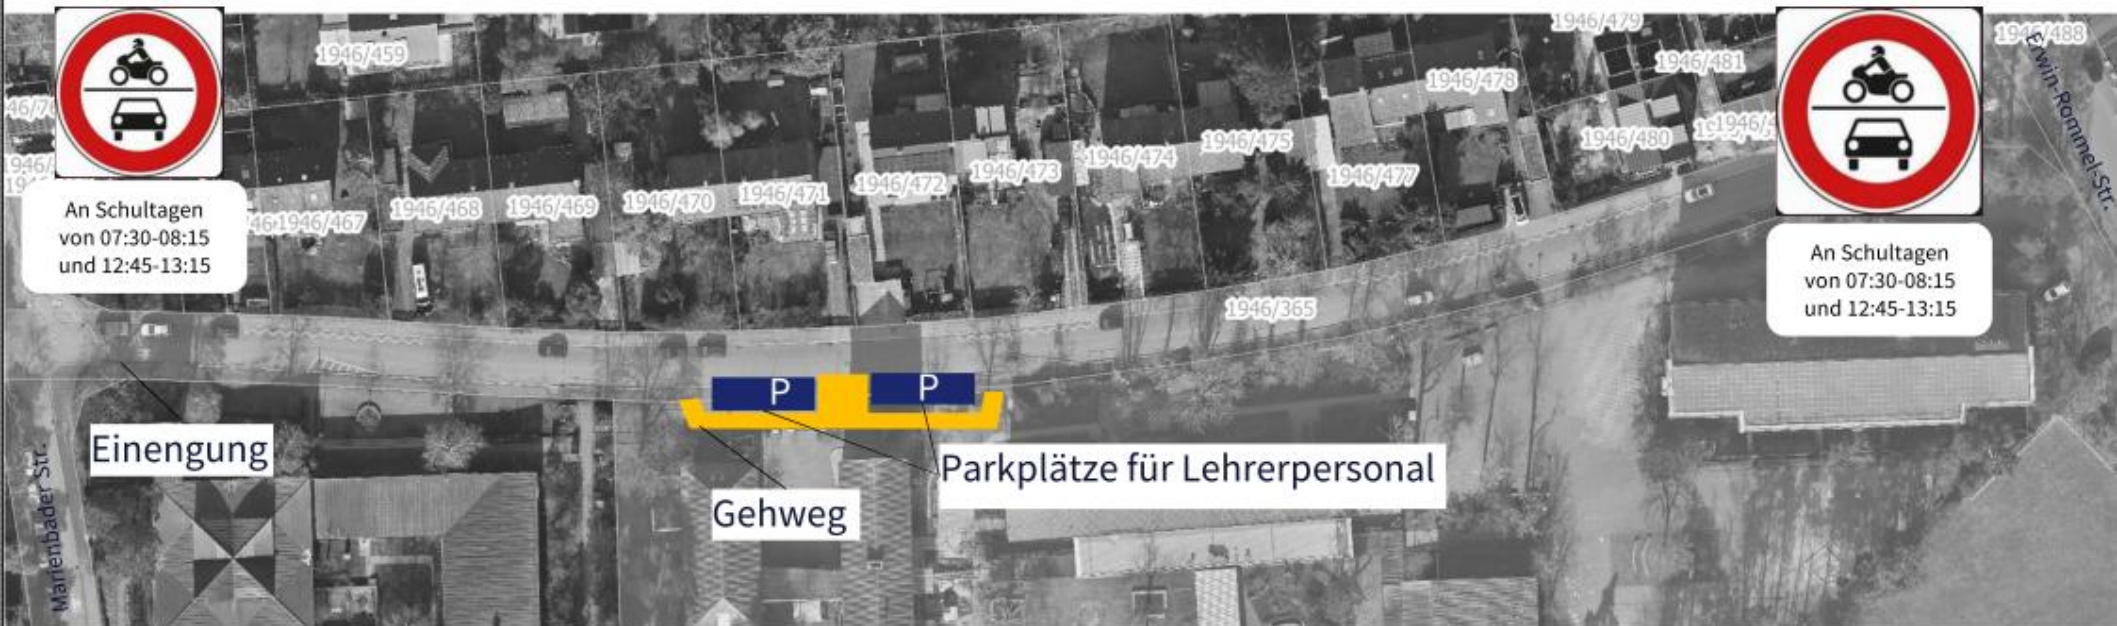 1946/459
1946/479
1946/488
1946/481
1946/478
1946/480
1946/475
1946/474
1946/473
1946/477
1946/472
1946/471
1946/470
1946/469
1946/468
1946/467
1946/365
Erwin-Rommel-Str.
An Schultagen
von 07:30-08:15
und 12:45-13:15
An Schultagen
von 07:30-08:15
und 12:45-13:15
P
P
Einengung
Parkplätze für Lehrerpersonal
Gehweg
Marienbader Str.